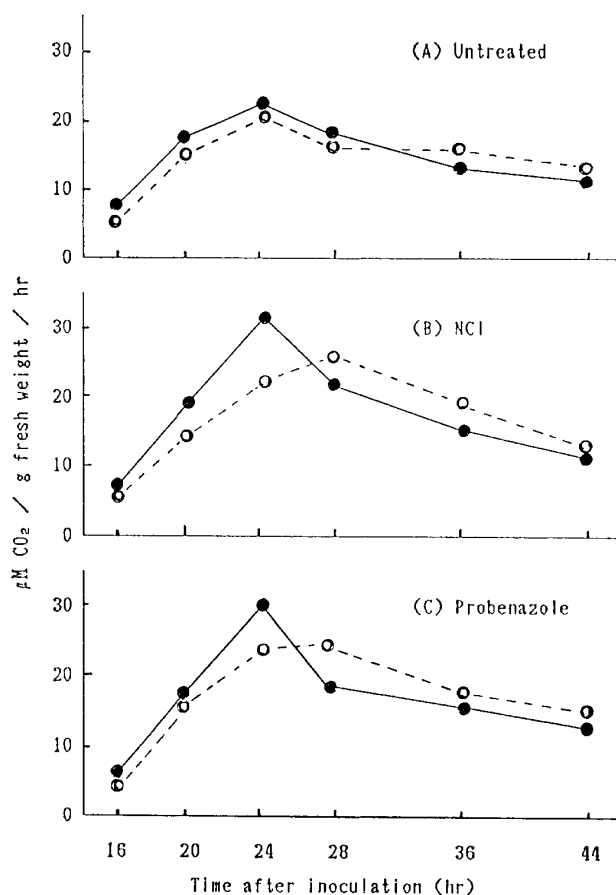 30
(A) Untreated
20
10
0
30
(B) NCI
20
10
0
30
(C) Probenazole
20
10
0
16 20 24 28 36 44
Time after inoculation (hr)
μM CO₂ / g fresh weight / hr